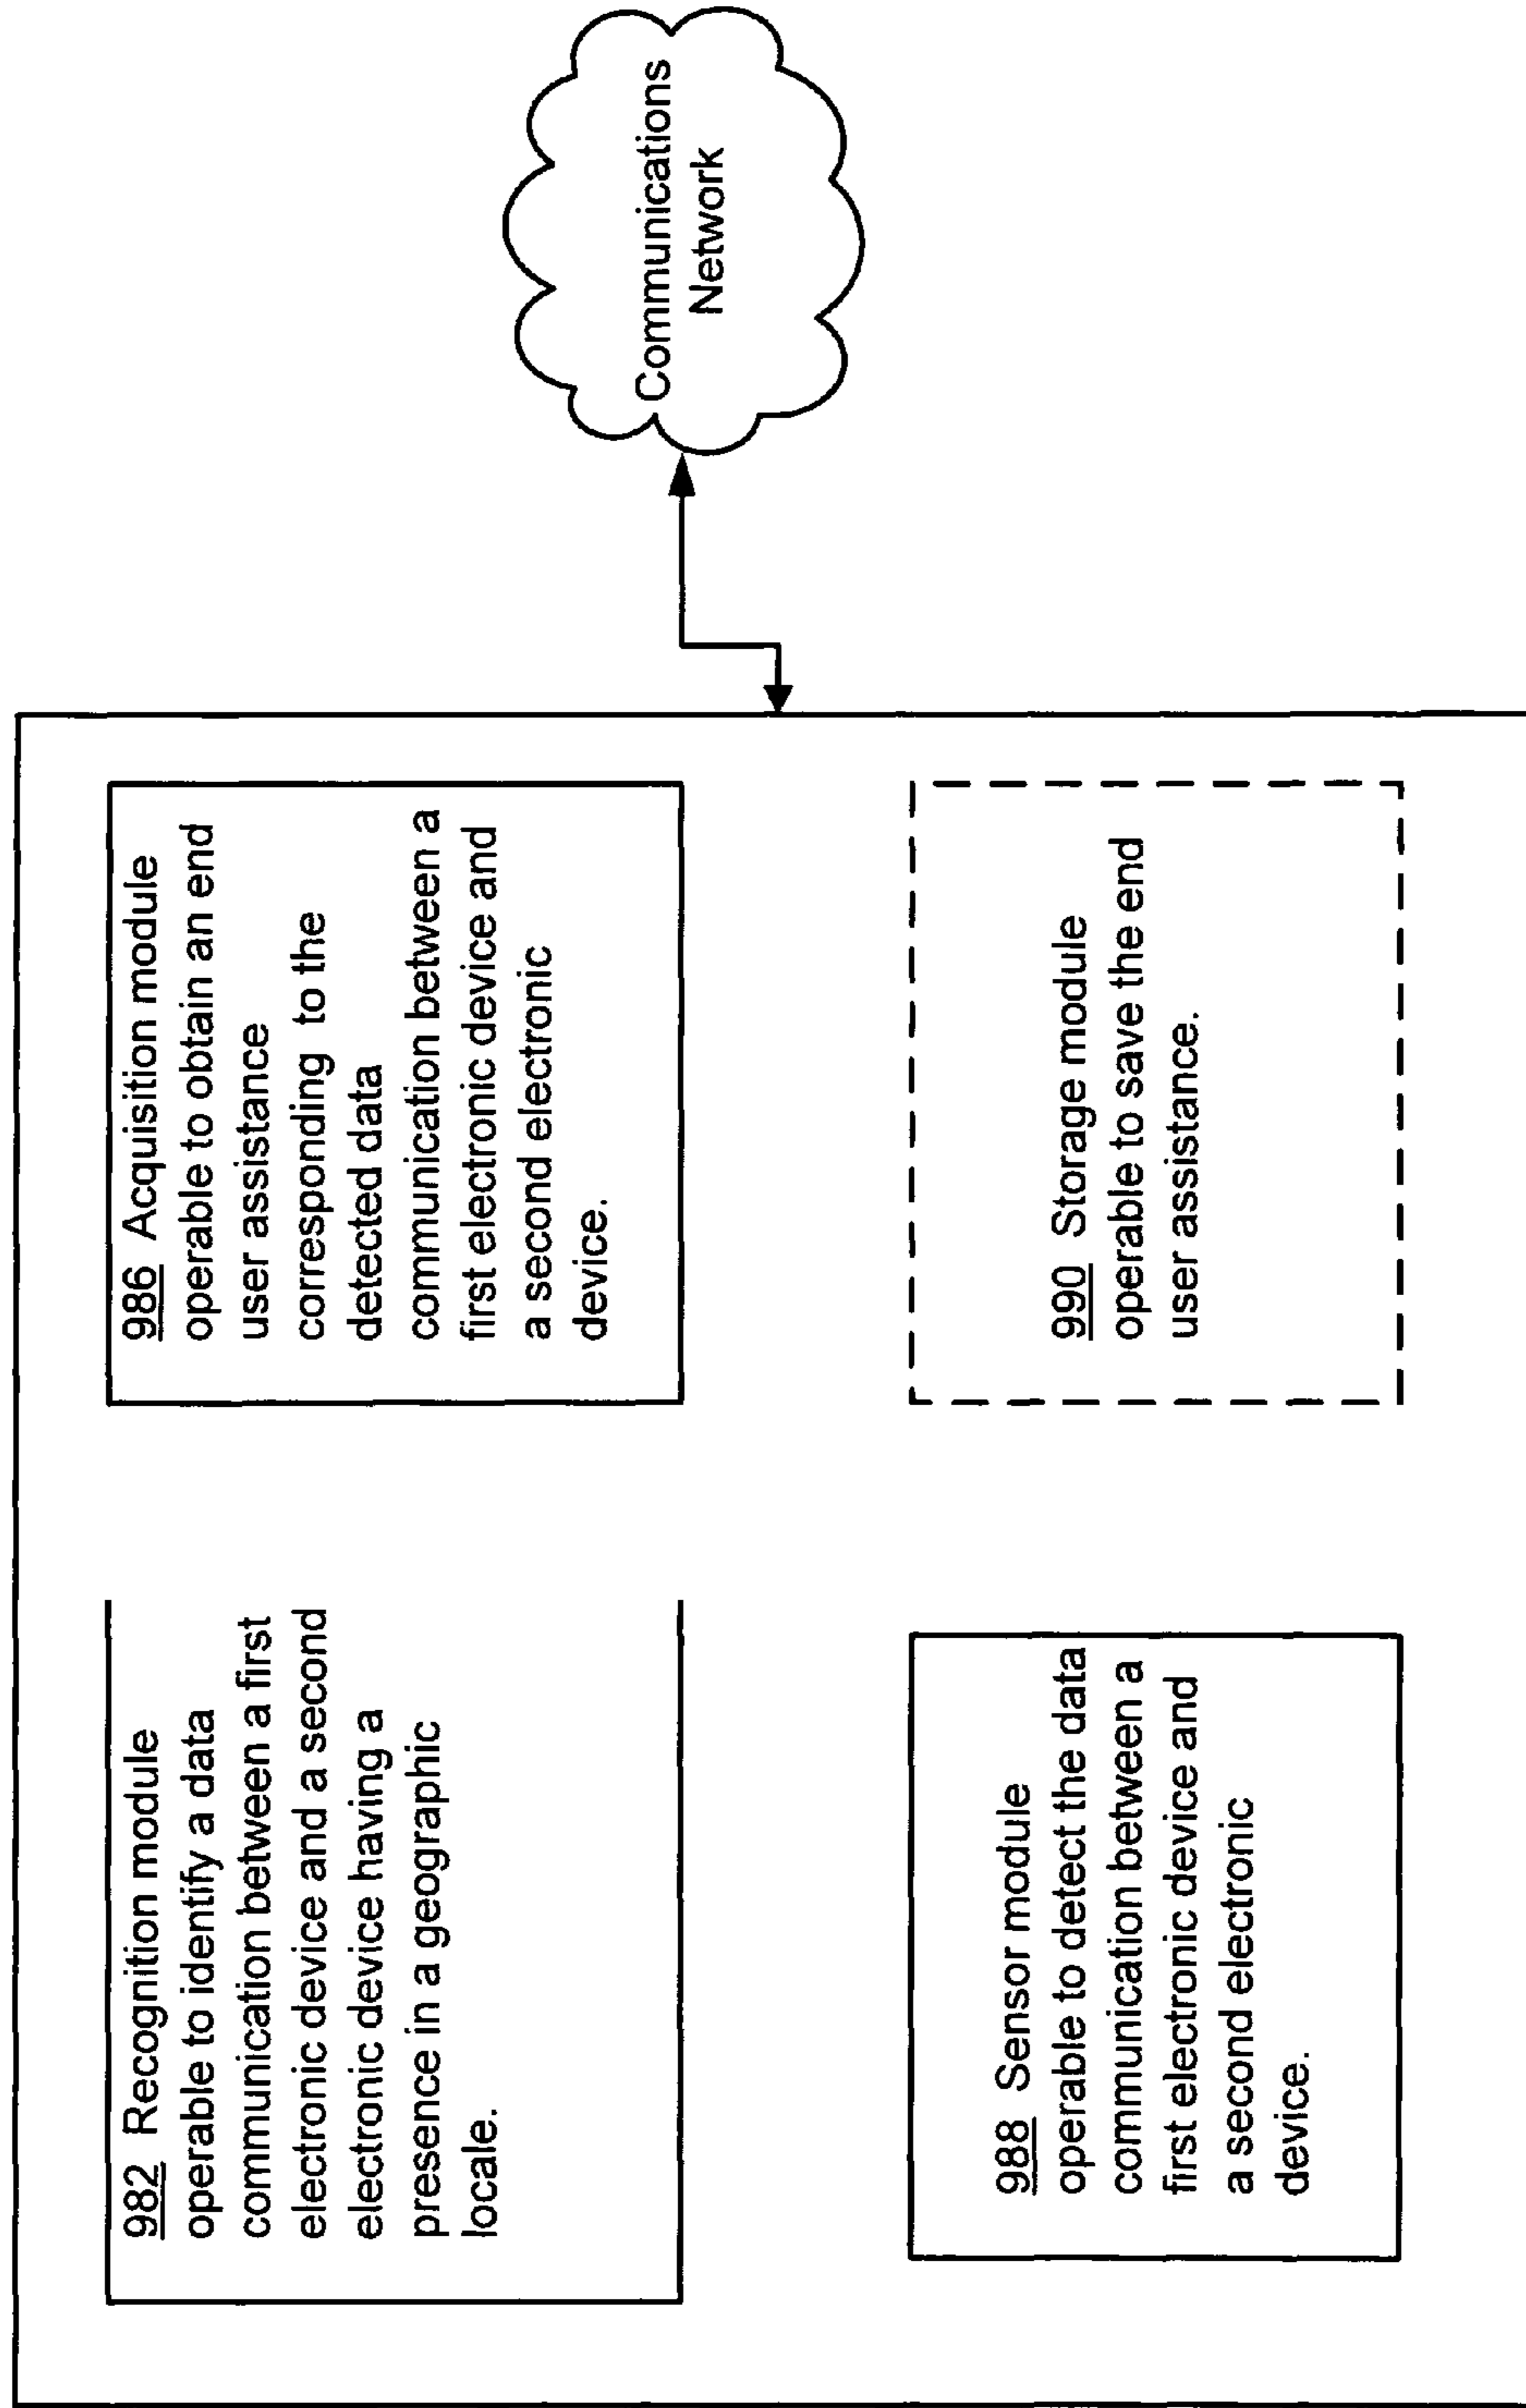 982 Recognition module
operable to identify a data
communication between a first
electronic device and a second
electronic device having a
presence in a geographic
locale.
986 Acquisition module
operable to obtain an end
user assistance
corresponding to the
detected data
communication between a
first electronic device and
a second electronic
device.
988 Sensor module
operable to detect the data
communication between a
first electronic device and
a second electronic
device.
990 Storage module
operable to save the end
user assistance.
Communications
Network